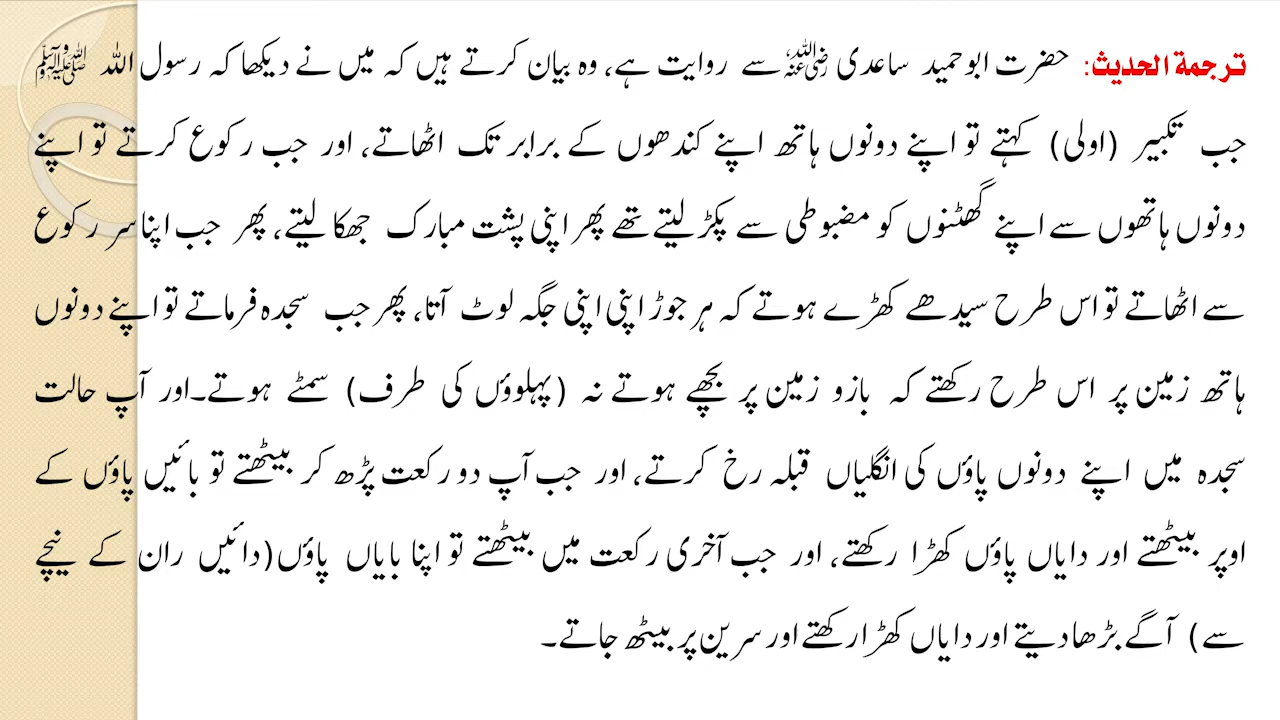 ترجمة الحدیث: حضرت ابوحمید ساعدی رضی اللہ عنہ سے روایت ہے، وہ بیان کرتے ہیں کہ میں نے دیکھا کہ رسول اللہ ﷺ
جب تکبیر (اولی) کہتے تو اپنے دونوں ہاتھ اپنے کندھوں کے برابر تک اٹھاتے، اور جب رکوع کرتے تو اپنے
دونوں ہاتھوں سے اپنے گھٹنوں کو مضبوطی سے پکڑ لیتے تھے پھر اپنی پشت مبارک جھکا لیتے، پھر جب اپنا سر رکوع
سے اٹھاتے تو اس طرح سیدھے کھڑے ہوتے کہ ہر جوڑ اپنی اپنی جگہ لوٹ آتا، پھر جب سجدہ فرماتے تو اپنے دونوں
ہاتھ زمین پر اس طرح رکھتے کہ بازو زمین پر بچھے ہوتے نہ (پہلوؤں کی طرف) سمٹے ہوتے۔اور آپ حالت
سجدہ میں اپنے دونوں پاؤں کی انگلیاں قبلہ رخ کرتے، اور جب آپ دو رکعت پڑھ کر بیٹھتے تو بائیں پاؤں کے
اوپر بیٹھتے اور دایاں پاؤں کھڑا رکھتے، اور جب آخری رکعت میں بیٹھتے تو اپنا بایاں پاؤں(دائیں ران کے نیچے
سے) آگے بڑھا دیتے اور دایاں کھڑا رکھتے اور سرین پر بیٹھ جاتے۔